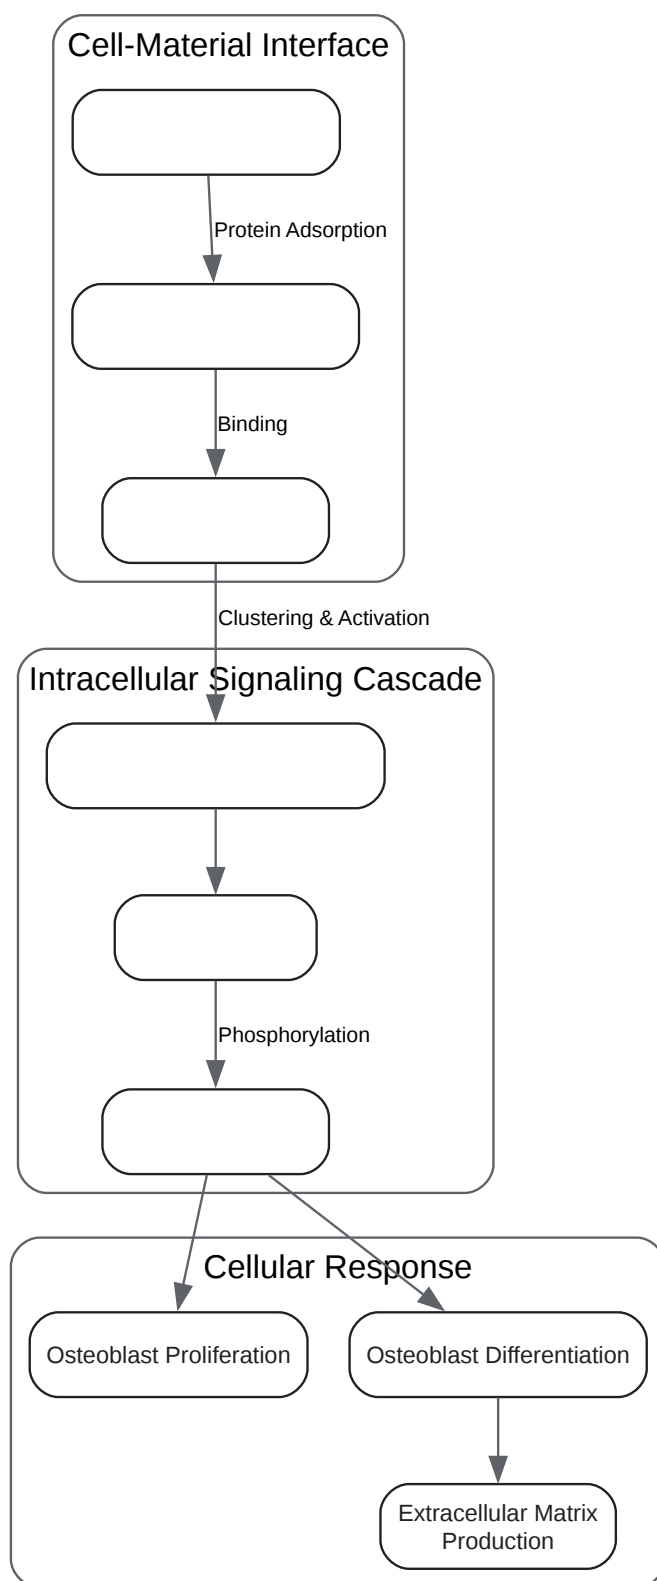 Cell-Material Interface
Protein Adsorption
Binding
Clustering & Activation
Intracellular Signaling Cascade
Phosphorylation
Cellular Response
Osteoblast Proliferation
Osteoblast Differentiation
Extracellular Matrix
Production